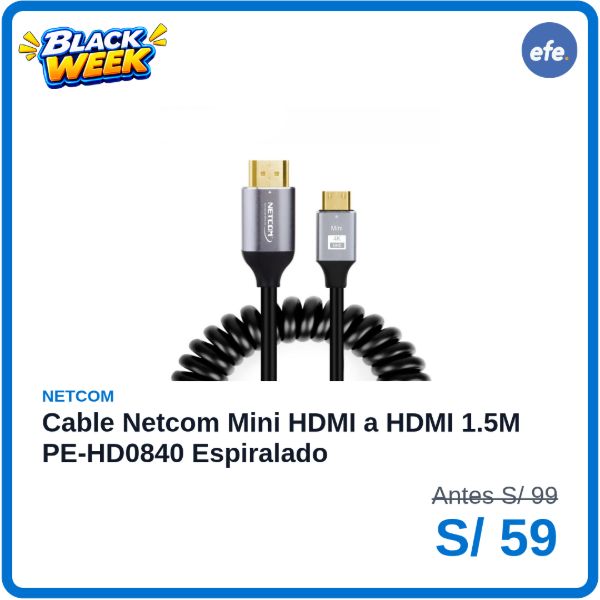 BLACK
WEEK
efe.
NETCOM
Mini
4K
NETCOM
Cable Netcom Mini HDMI a HDMI 1.5M
PE-HD0840 Espiralado
Antes S/ 99
S/ 59